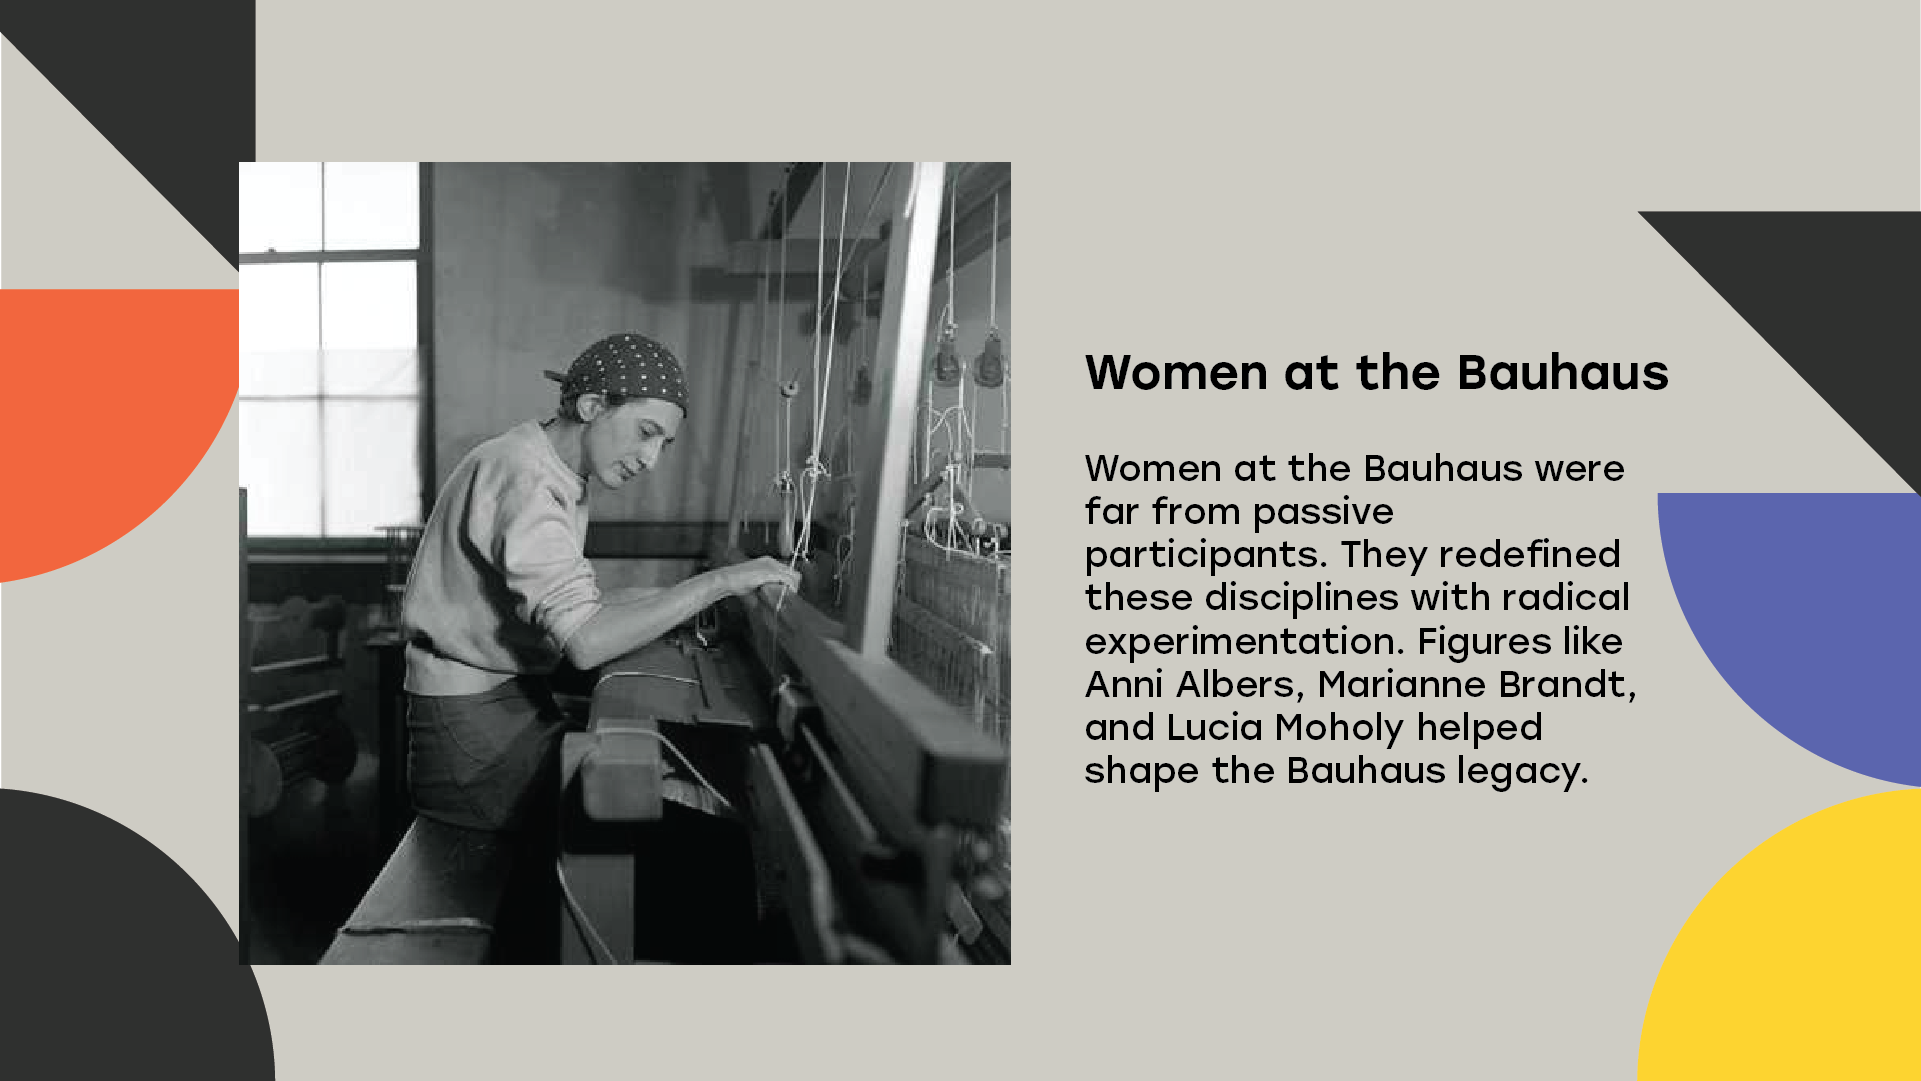 Women at the Bauhaus
Women at the Bauhaus were
far from passive
participants. They redefined
these disciplines with radical
experimentation. Figures like
Anni Albers, Marianne Brandt,
and Lucia Moholy helped
shape the Bauhaus legacy.